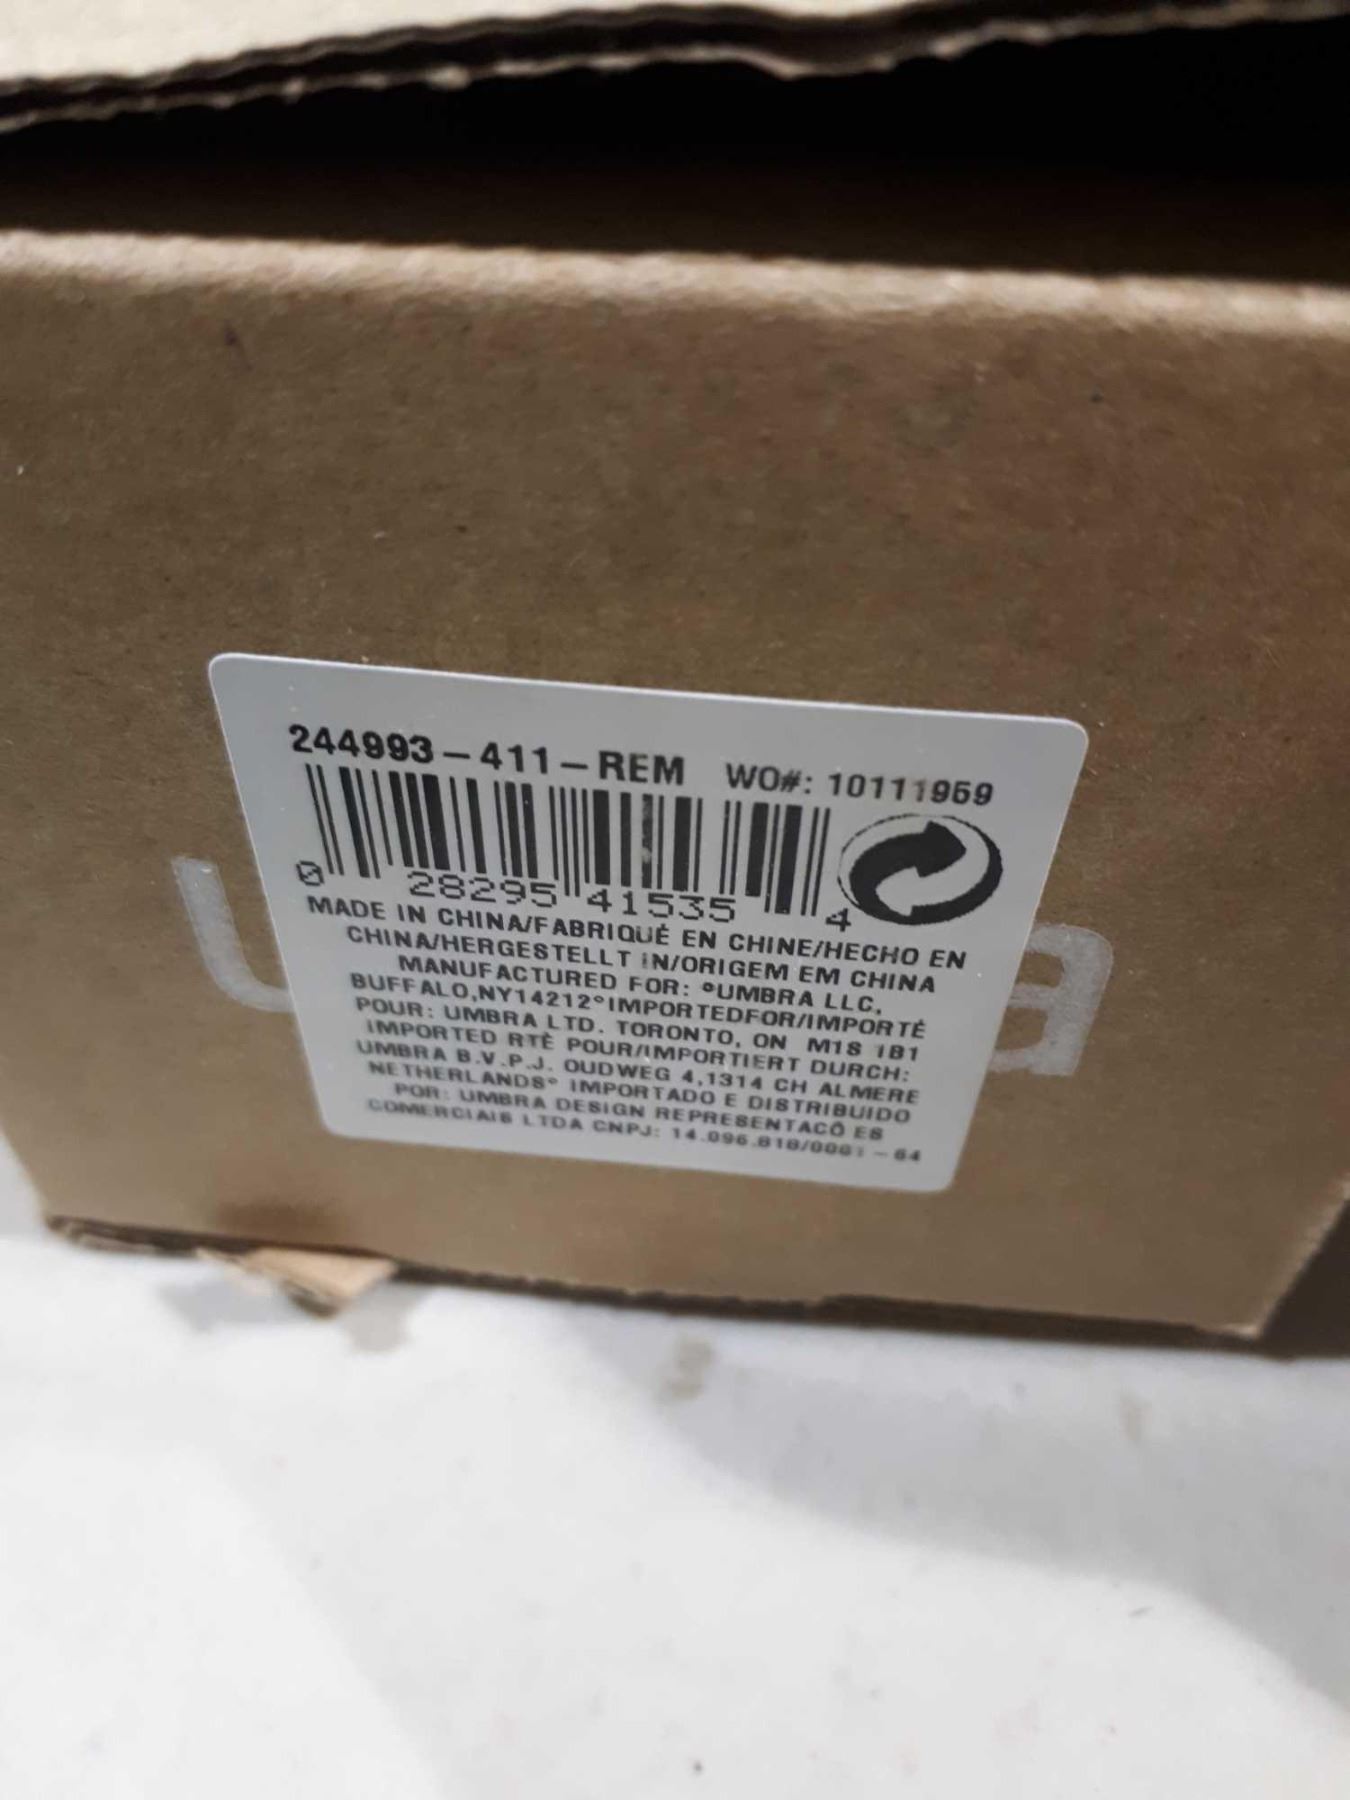 244993-411-REM WO#: 10111959
0 28295 41535 4
MADE IN CHINA/FABRIQUÉ EN CHINE/HECHO EN
CHINA/HERGESTELLT IN/ORIGEM EM CHINA
MANUFACTURED FOR: °UMBRA LLC,
BUFFALO,NY14212°IMPORTEDFOR/IMPORTÉ
POUR: UMBRA LTD. TORONTO, ON M1S 1B1
IMPORTED RTÈ POUR/IMPORTIERT DURCH:
UMBRA B.V.P.J. OUDWEG 4,1314 CH ALMERE
NETHERLANDS° IMPORTADO E DISTRIBUIDO
POR: UMBRA DESIGN REPRESENTACÕ ES
COMERCIAIS LTDA CNPJ: 14.096.818/0001-64